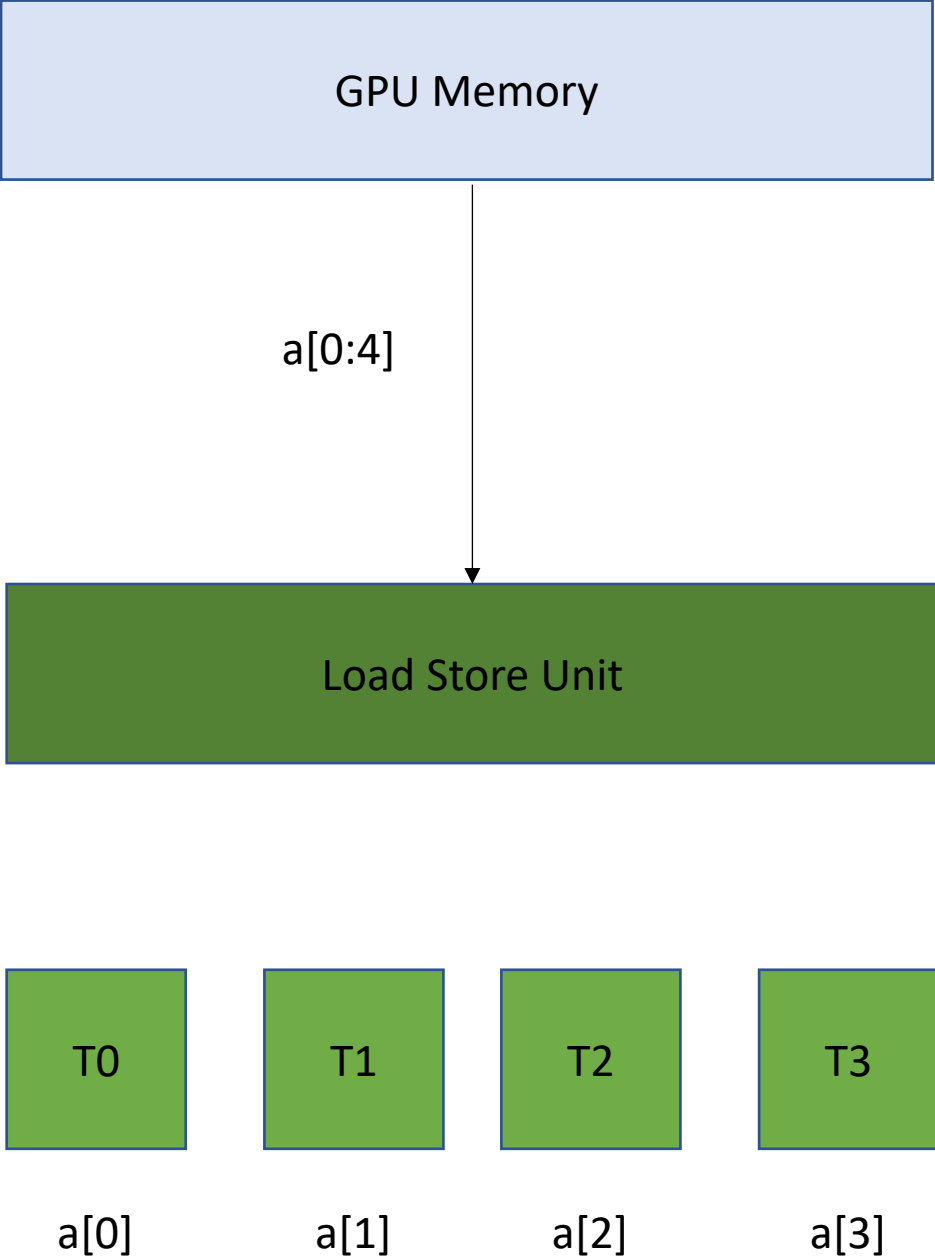 GPU Memory
a[0:4]
Load Store Unit
T0 T1 T2 T3
a[0] a[1] a[2] a[3]